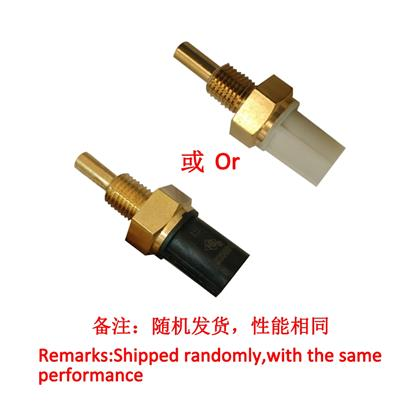 或 Or
备注：随机发货，性能相同
Remarks:Shipped randomly,with the same
performance